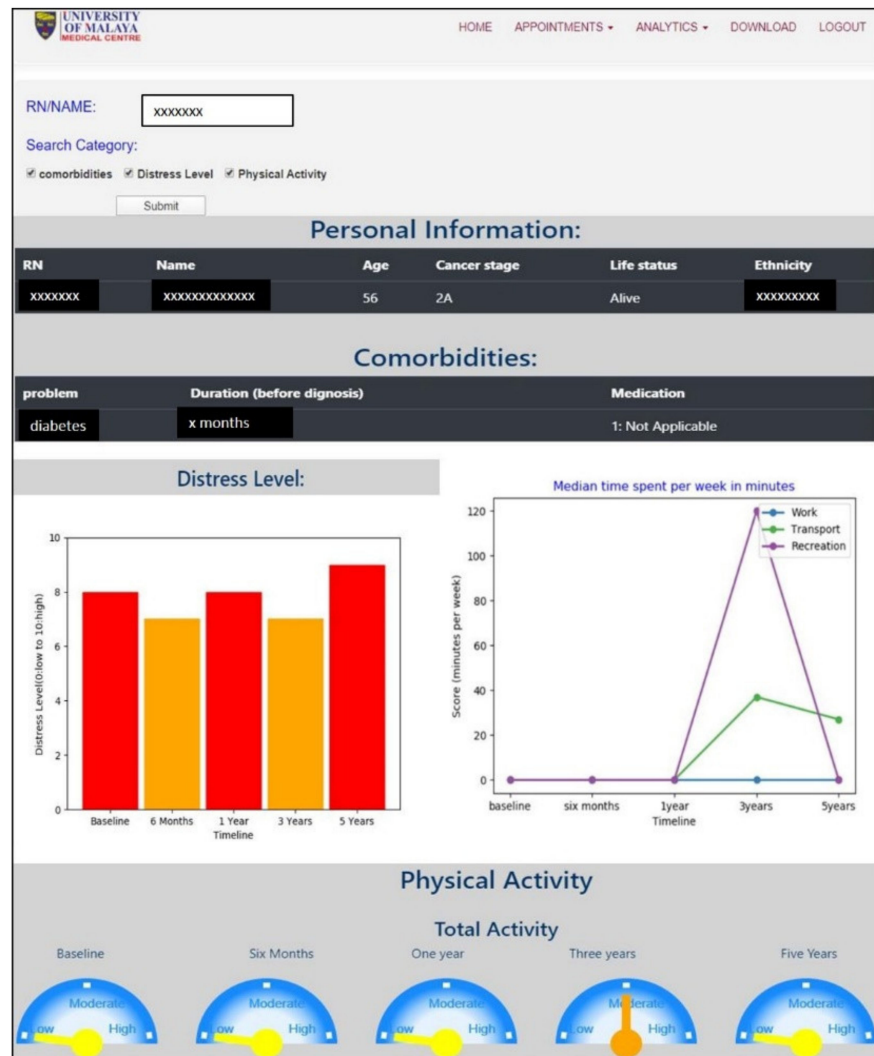 UNIVERSITY
OF MALAYA
MEDICAL CENTRE
HOME APPOINTMENTS ANALYTICS DOWNLOAD LOGOUT
RN/NAME: xxxxxxx
Search Category:
comorbidities Distress Level Physical Activity
Submit
Personal Information:
RN Name Age Cancer stage Life status Ethnicity
xxxxxxx xxxxxxxxxxxxx 56 2A Alive xxxxxxxxx
Comorbidities:
problem Duration (before dignosis) Medication
diabetes x months 1: Not Applicable
Distress Level:
Distress Level(0:low to 10:high)
10
8
6
4
2
0
Baseline 6 Months 1 Year 3 Years 5 Years
Timeline
Median time spent per week in minutes
Work
Transport
Recreation
Score (minutes per week)
120
100
80
60
40
20
0
baseline six months 1year 3years 5years
Timeline
Physical Activity
Total Activity
Baseline Six Months One year Three years Five Years
Moderate Moderate Moderate Moderate Moderate
Low High Low High Low High Low High Low High